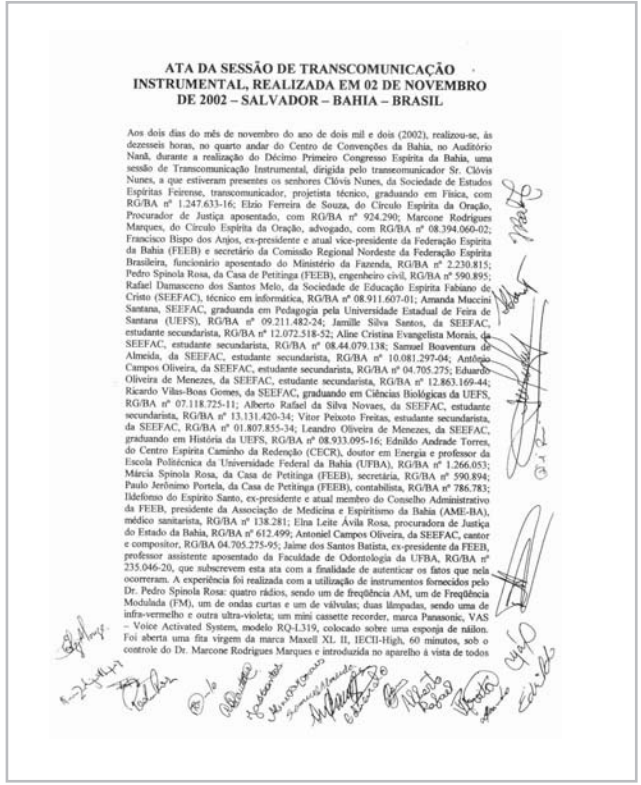 ATA DA SESSÃO DE TRANSCOMUNICAÇÃO
INSTRUMENTAL, REALIZADA EM 02 DE NOVEMBRO
DE 2002 – SALVADOR – BAHIA – BRASIL
Aos dois dias do mês de novembro do ano de dois mil e dois (2002), realizou-se, às
dezesseis horas, no quarto andar do Centro de Convenções da Bahia, no Auditório
Nanã, durante a realização do Décimo Primeiro Congresso Espírita da Bahia, uma
sessão de Transcomunicação Instrumental, dirigida pelo transcomunicador Sr. Clóvis
Nunes, a que estiveram presentes os senhores Clóvis Nunes, da Sociedade de Estudos
Espíritas Feirense, transcomunicador, projetista técnico, graduando em Física, com
RG/BA nº 1.247.633-16; Elzio Ferreira de Souza, do Círculo Espírita da Oração,
Procurador de Justiça aposentado, com RG/BA nº 924.290; Marcone Rodrigues
Marques, do Círculo Espírita da Oração, advogado, com RG/BA nº 08.394.060-02;
Francisco Bispo dos Anjos, ex-presidente e atual vice-presidente da Federação Espírita
da Bahia (FEEB) e secretário da Comissão Regional Nordeste da Federação Espírita
Brasileira, funcionário aposentado do Ministério da Fazenda, RG/BA nº 2.230.815;
Pedro Spinola Rosa, da Casa de Petitinga (FEEB), engenheiro civil, RG/BA nº 590.895;
Rafael Damasceno dos Santos Melo, da Sociedade de Educação Espírita Fabiano de
Cristo (SEEFAC), técnico em informática, RG/BA nº 08.911.607-01; Amanda Muccini
Santana, SEEFAC, graduanda em Pedagogia pela Universidade Estadual de Feira de
Santana (UEFS), RG/BA nº 09.211.482-24; Jamille Silva Santos, da SEEFAC,
estudante secundarista, RG/BA nº 12.072.518-52; Aline Cristina Evangelista Morais, da
SEEFAC, estudante secundarista, RG/BA nº 08.44.079.138; Samuel Boaventura de
Almeida, da SEEFAC, estudante secundarista, RG/BA nº 10.081.297-04; Antônio
Campos Oliveira, da SEEFAC, estudante secundarista, RG/BA nº 04.705.275; Eduardo
Oliveira de Menezes, da SEEFAC, estudante secundarista, RG/BA nº 12.863.169-44;
Ricardo Vilas-Boas Gomes, da SEEFAC, graduando em Ciências Biológicas da UEFS,
RG/BA nº 07.118.725-11; Alberto Rafael da Silva Novaes, da SEEFAC, estudante
secundarista, RG/BA nº 13.131.420-34; Vitor Peixoto Freitas, estudante secundarista,
da SEEFAC, RG/BA nº 01.807.855-34; Leandro Oliveira de Menezes, da SEEFAC,
graduando em História da UEFS, RG/BA nº 08.933.095-16; Ednildo Andrade Torres,
do Centro Espírita Caminho da Redenção (CECR), doutor em Energia e professor da
Escola Politécnica da Universidade Federal da Bahia (UFBA), RG/BA nº 1.266.053;
Márcia Spinola Rosa, da Casa de Petitinga (FEEB), secretária, RG/BA nº 590.894;
Paulo Jerônimo Portela, da Casa de Petitinga (FEEB), contabilista, RG/BA nº 786.783;
Ildefonso do Espírito Santo, ex-presidente e atual membro do Conselho Administrativo
da FEEB, presidente da Associação de Medicina e Espiritismo da Bahia (AME-BA),
médico sanitarista, RG/BA nº 138.281; Elna Leite Ávila Rosa, procuradora de Justiça
do Estado da Bahia, RG/BA nº 612.499; Antoniel Campos Oliveira, da SEEFAC, cantor
e compositor, RG/BA 04.705.275-95; Jaime dos Santos Batista, ex-presidente da FEEB,
professor assistente aposentado da Faculdade de Odontologia da UFBA, RG/BA nº
235.046-20, que subscrevem esta ata com a finalidade de autenticar os fatos que nela
ocorreram. A experiência foi realizada com a utilização de instrumentos fornecidos pelo
Dr. Pedro Spinola Rosa: quatro rádios, sendo um de freqüência AM, um de Freqüência
Modulada (FM), um de ondas curtas e um de válvulas; duas lâmpadas, sendo uma de
infra-vermelho e outra ultra-violeta; um mini cassette recorder, marca Panasonic, VAS
– Voice Activated System, modelo RQ-L319, colocado sobre uma esponja de náilon.
Foi aberta uma fita virgem da marca Maxell XL II, IECII-High, 60 minutos, sob o
controle do Dr. Marcone Rodrigues Marques e introduzida no aparelho à vista de todos
Alberto
Rafael